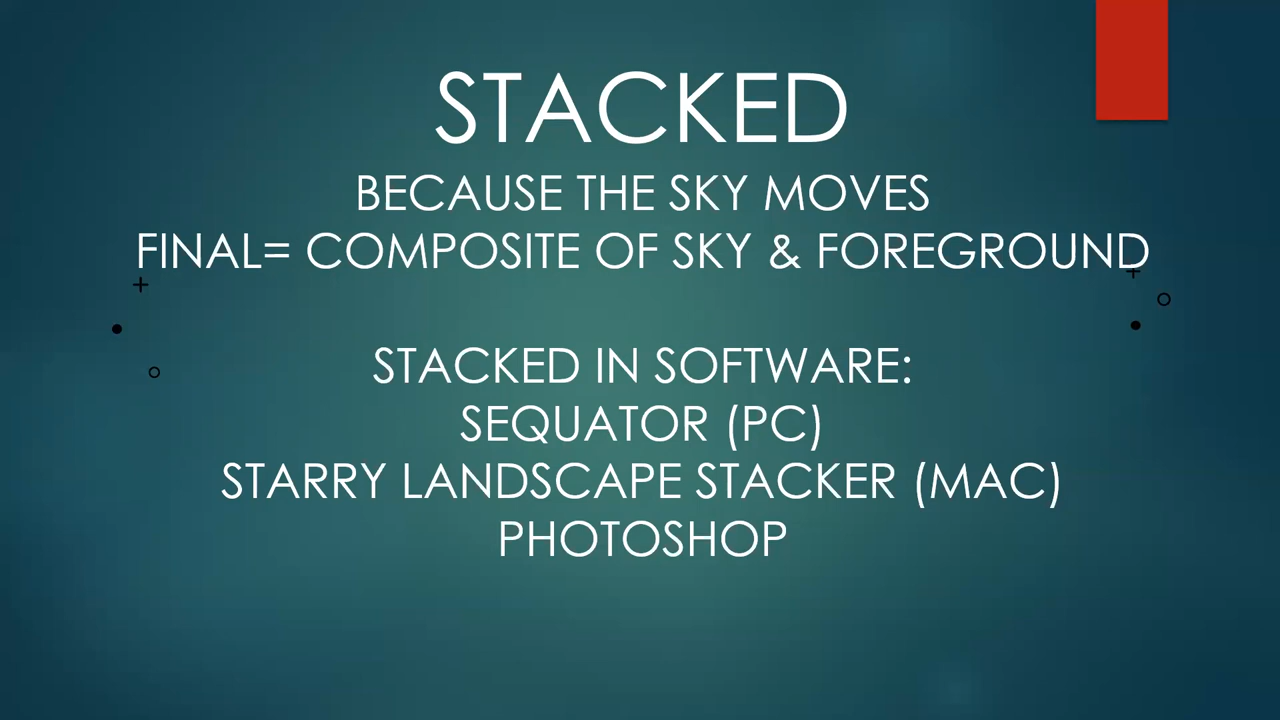 STACKED
BECAUSE THE SKY MOVES
FINAL= COMPOSITE OF SKY & FOREGROUND
STACKED IN SOFTWARE:
SEQUATOR (PC)
STARRY LANDSCAPE STACKER (MAC)
PHOTOSHOP